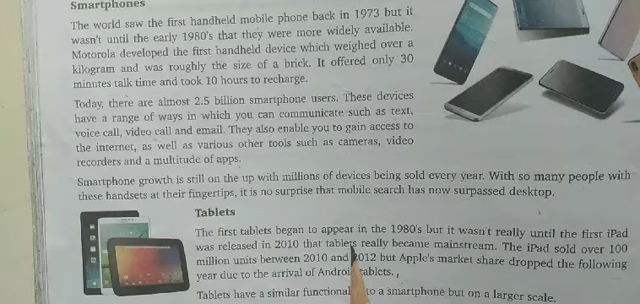 Smartphones
The world saw the first handheld mobile phone back in 1973 but it
wasn't until the early 1980's that they were more widely available.
Motorola developed the first handheld device which weighed over a
kilogram and was roughly the size of a brick. It offered only 30
minutes talk time and took 10 hours to recharge.
Today, there are almost 2.5 billion smartphone users. These devices
have a range of ways in which you can communicate such as text,
voice call, video call and email. They also enable you to gain access to
the internet, as well as various other tools such as cameras, video
recorders and a multitude of apps.
Smartphone growth is still on the up with millions of devices being sold every year. With so many people with
these handsets at their fingertips, it is no surprise that mobile search has now surpassed desktop.
Tablets
The first tablets began to appear in the 1980's but it wasn't really until the first iPad
was released in 2010 that tablets really became mainstream. The iPad sold over 100
million units between 2010 and 2012 but Apple's market share dropped the following
year due to the arrival of Android tablets.
Tablets have a similar to a smartphone but on a larger scale.